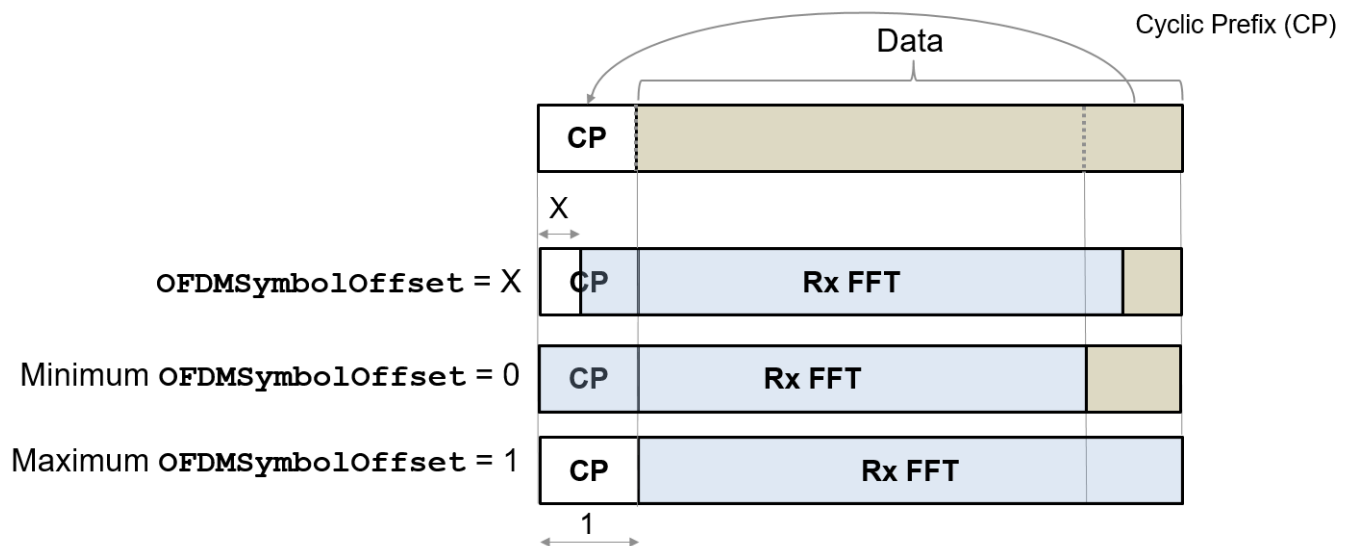 Cyclic Prefix (CP)
Data
CP
X
OFDMSymbolOffset = X
CP
Rx FFT
Minimum OFDMSymbolOffset = 0
CP
Rx FFT
Maximum OFDMSymbolOffset = 1
CP
Rx FFT
1